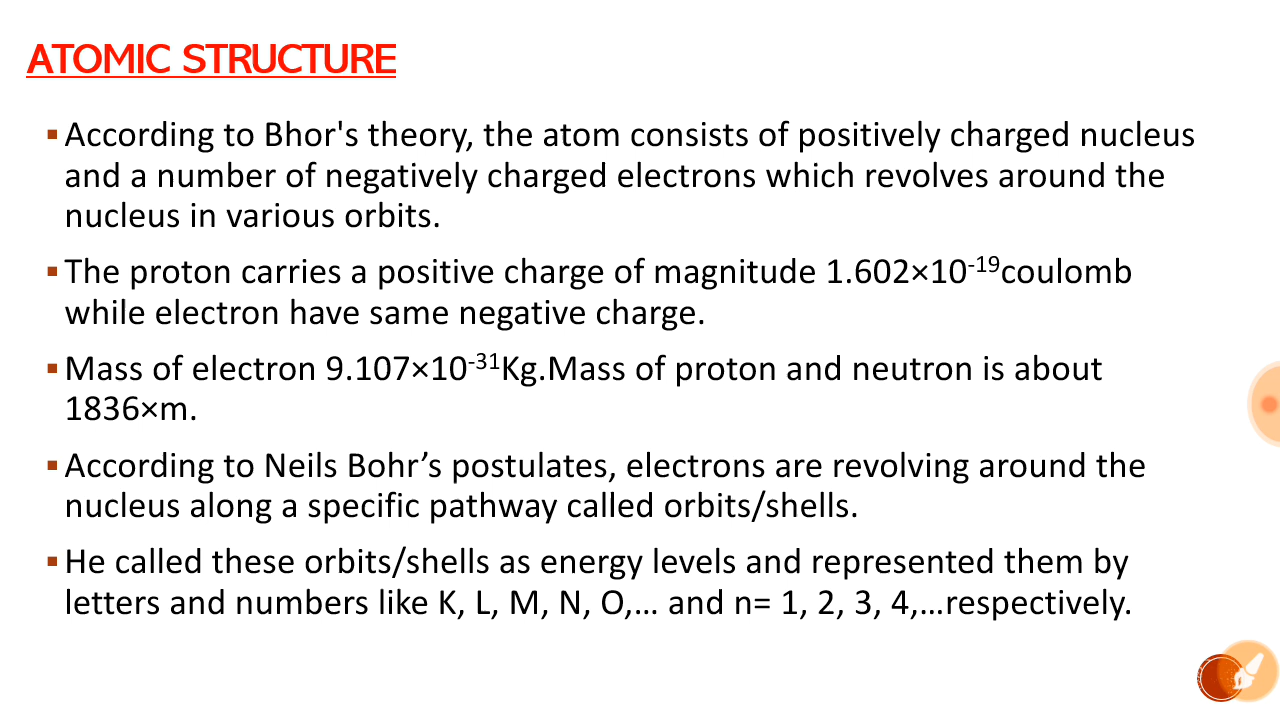 ATOMIC STRUCTURE
▪According to Bhor's theory, the atom consists of positively charged nucleus
and a number of negatively charged electrons which revolves around the
nucleus in various orbits.
▪The proton carries a positive charge of magnitude 1.602×10⁻¹⁹coulomb
while electron have same negative charge.
▪Mass of electron 9.107×10⁻³¹Kg.Mass of proton and neutron is about
1836×m.
▪According to Neils Bohr’s postulates, electrons are revolving around the
nucleus along a specific pathway called orbits/shells.
▪He called these orbits/shells as energy levels and represented them by
letters and numbers like K, L, M, N, O,… and n= 1, 2, 3, 4,…respectively.